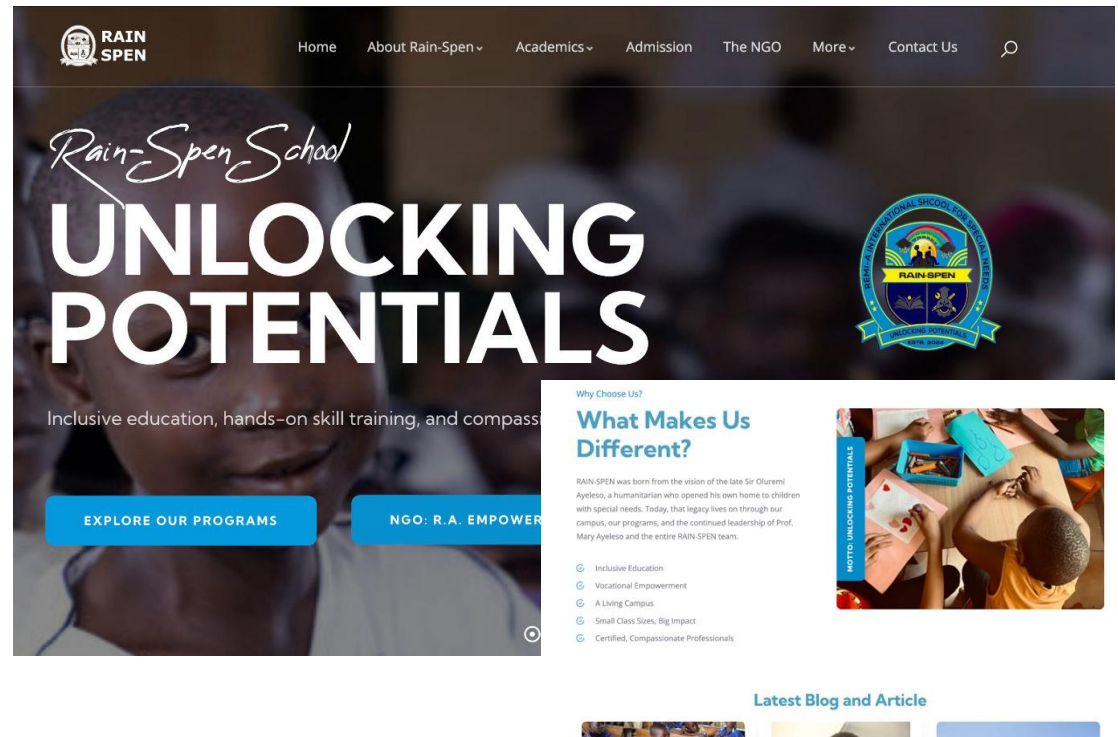 RAIN
SPEN
Home
About Rain-Spen
Academics
Admission
The NGO
More
Contact Us
Rain-Spen School
UNLOCKING
POTENTIALS
REMI-A INTERNATIONAL SHCOOL FOR SPECIAL NEEDS
RAIN-SPEN
UNLOCKING POTENTIALS
ESTD. 2024
Inclusive education, hands-on skill training, and compassi
EXPLORE OUR PROGRAMS
NGO: R.A. EMPOWER
Why Choose Us?
What Makes Us
Different?
RAIN-SPEN was born from the vision of the late Sir Oluremi
Ayeleso, a humanitarian who opened his own home to children
with special needs. Today, that legacy lives on through our
campus, our programs, and the continued leadership of Prof.
Mary Ayeleso and the entire RAIN-SPEN team.
Inclusive Education
Vocational Empowerment
A Living Campus
Small Class Sizes, Big Impact
Certified, Compassionate Professionals
MOTTO: UNLOCKING POTENTIALS
Latest Blog and Article